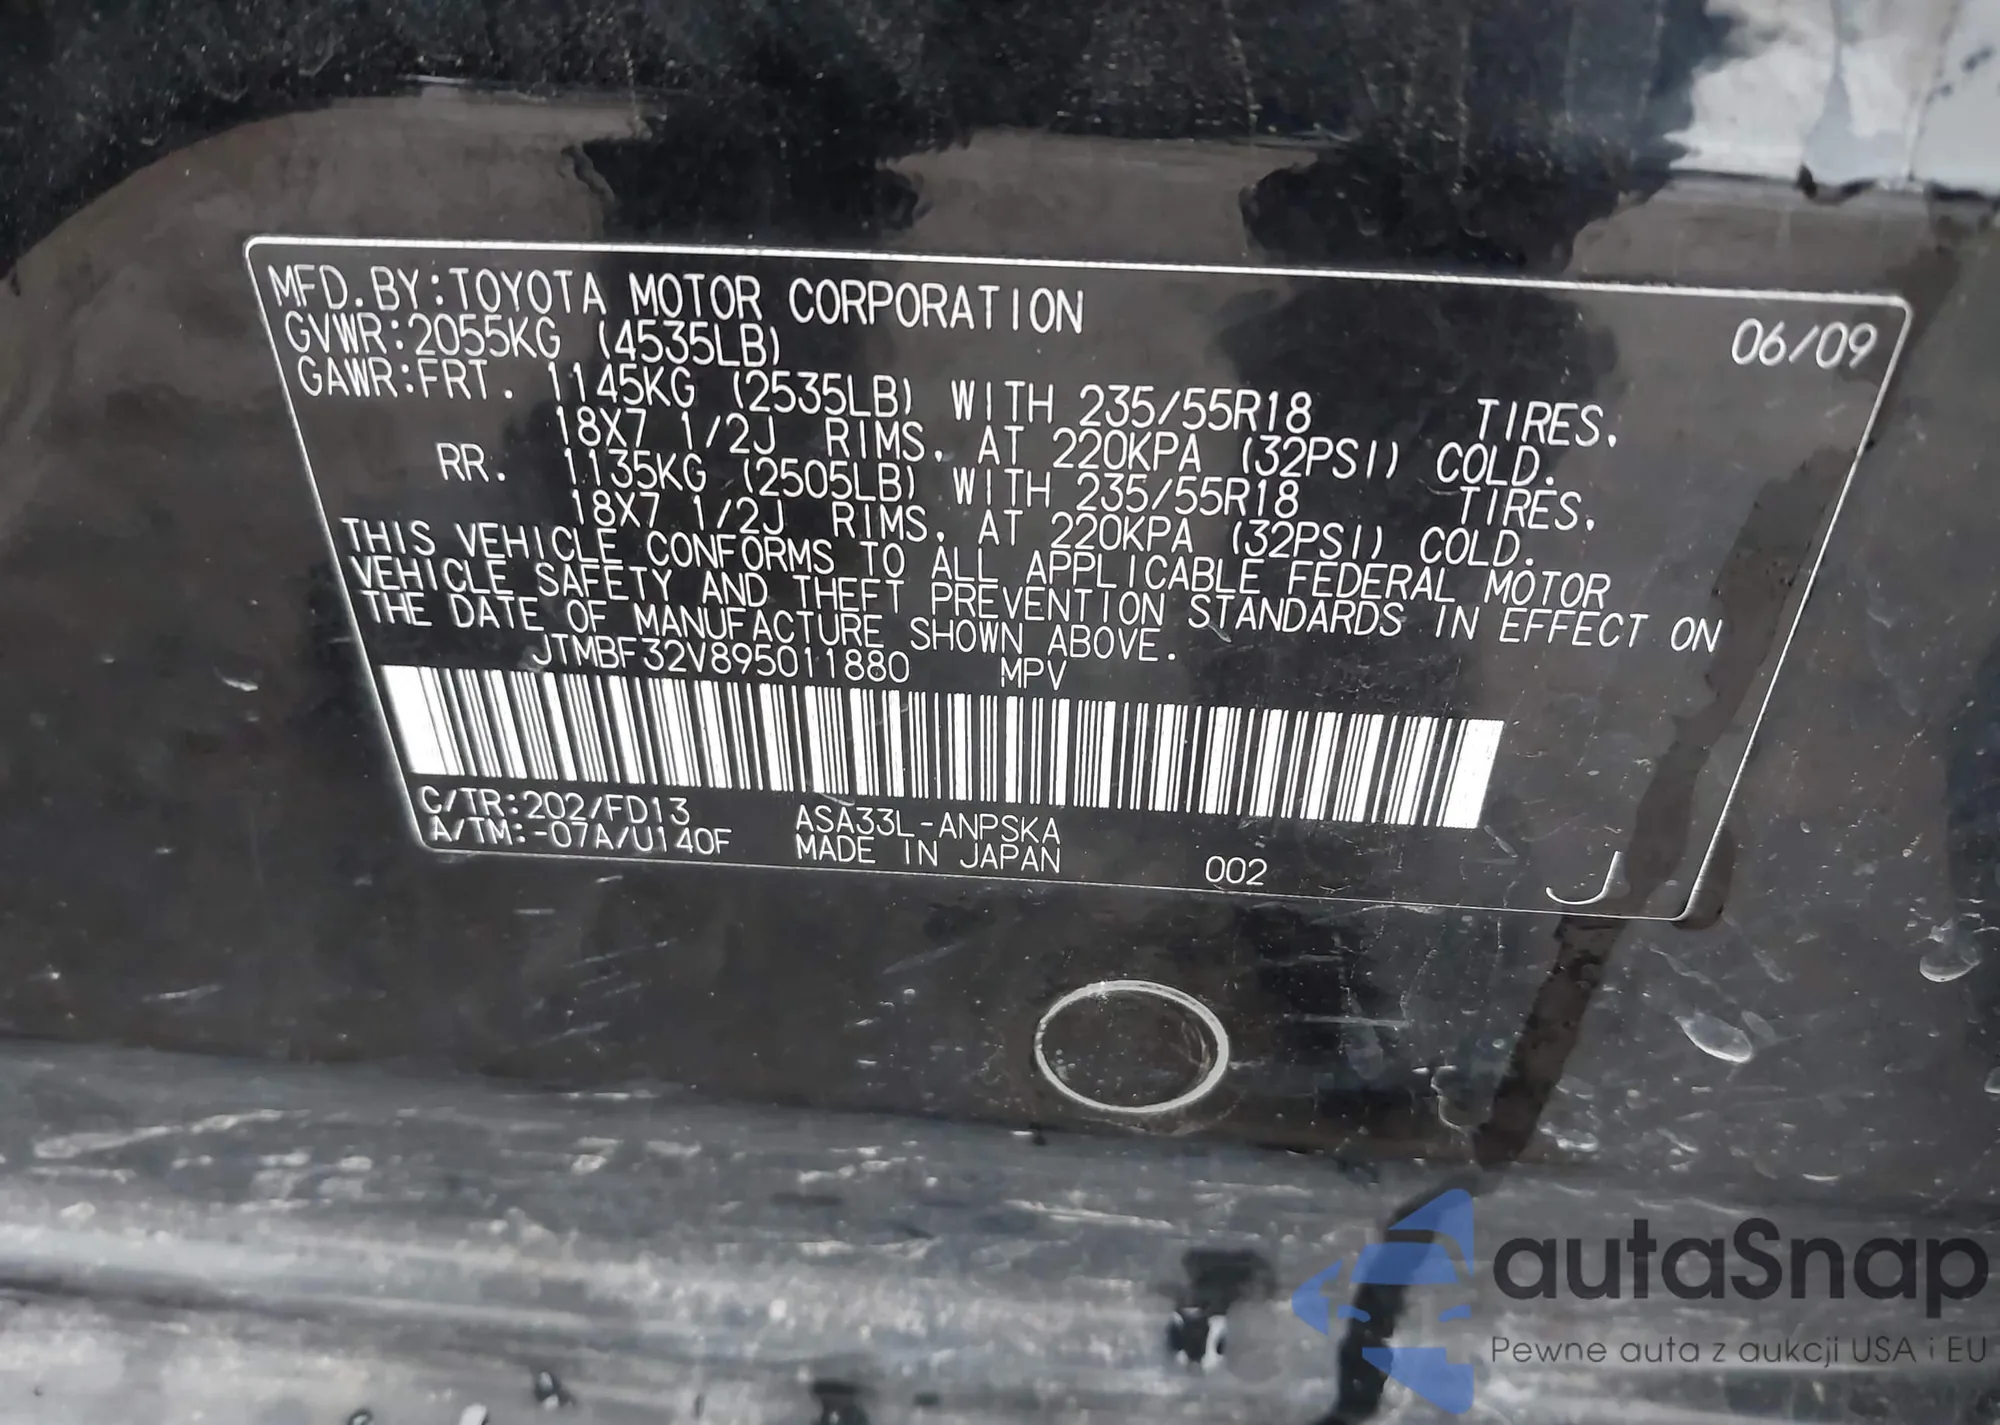 MFD.BY:TOYOTA MOTOR CORPORATION 06/09
GVWR:2055KG (4535LB)
GAWR:FRT. 1145KG (2535LB) WITH 235/55R18 TIRES.
18X7 1/2J RIMS, AT 220KPA (32PSI) COLD.
RR. 1135KG (2505LB) WITH 235/55R18 TIRES,
18X7 1/2J RIMS, AT 220KPA (32PSI) COLD.
THIS VEHICLE CONFORMS TO ALL APPLICABLE FEDERAL MOTOR
VEHICLE SAFETY AND THEFT PREVENTION STANDARDS IN EFFECT ON
THE DATE OF MANUFACTURE SHOWN ABOVE.
JTMBF32V895011880 MPV
C/TR:202/FD13 ASA33L-ANPSKA
A/TM:-07A/U140F MADE IN JAPAN 002 J
autaSnap
Pewne auta z aukcji USA i EU